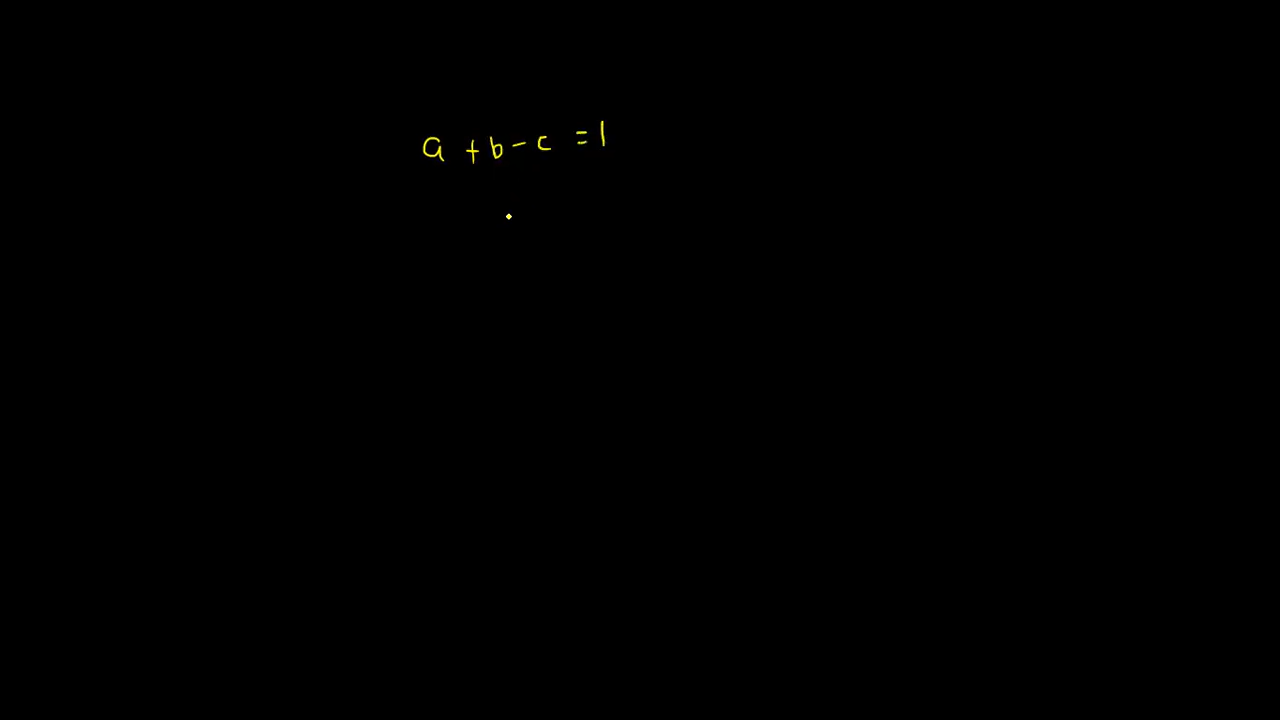 a + b - c = 1